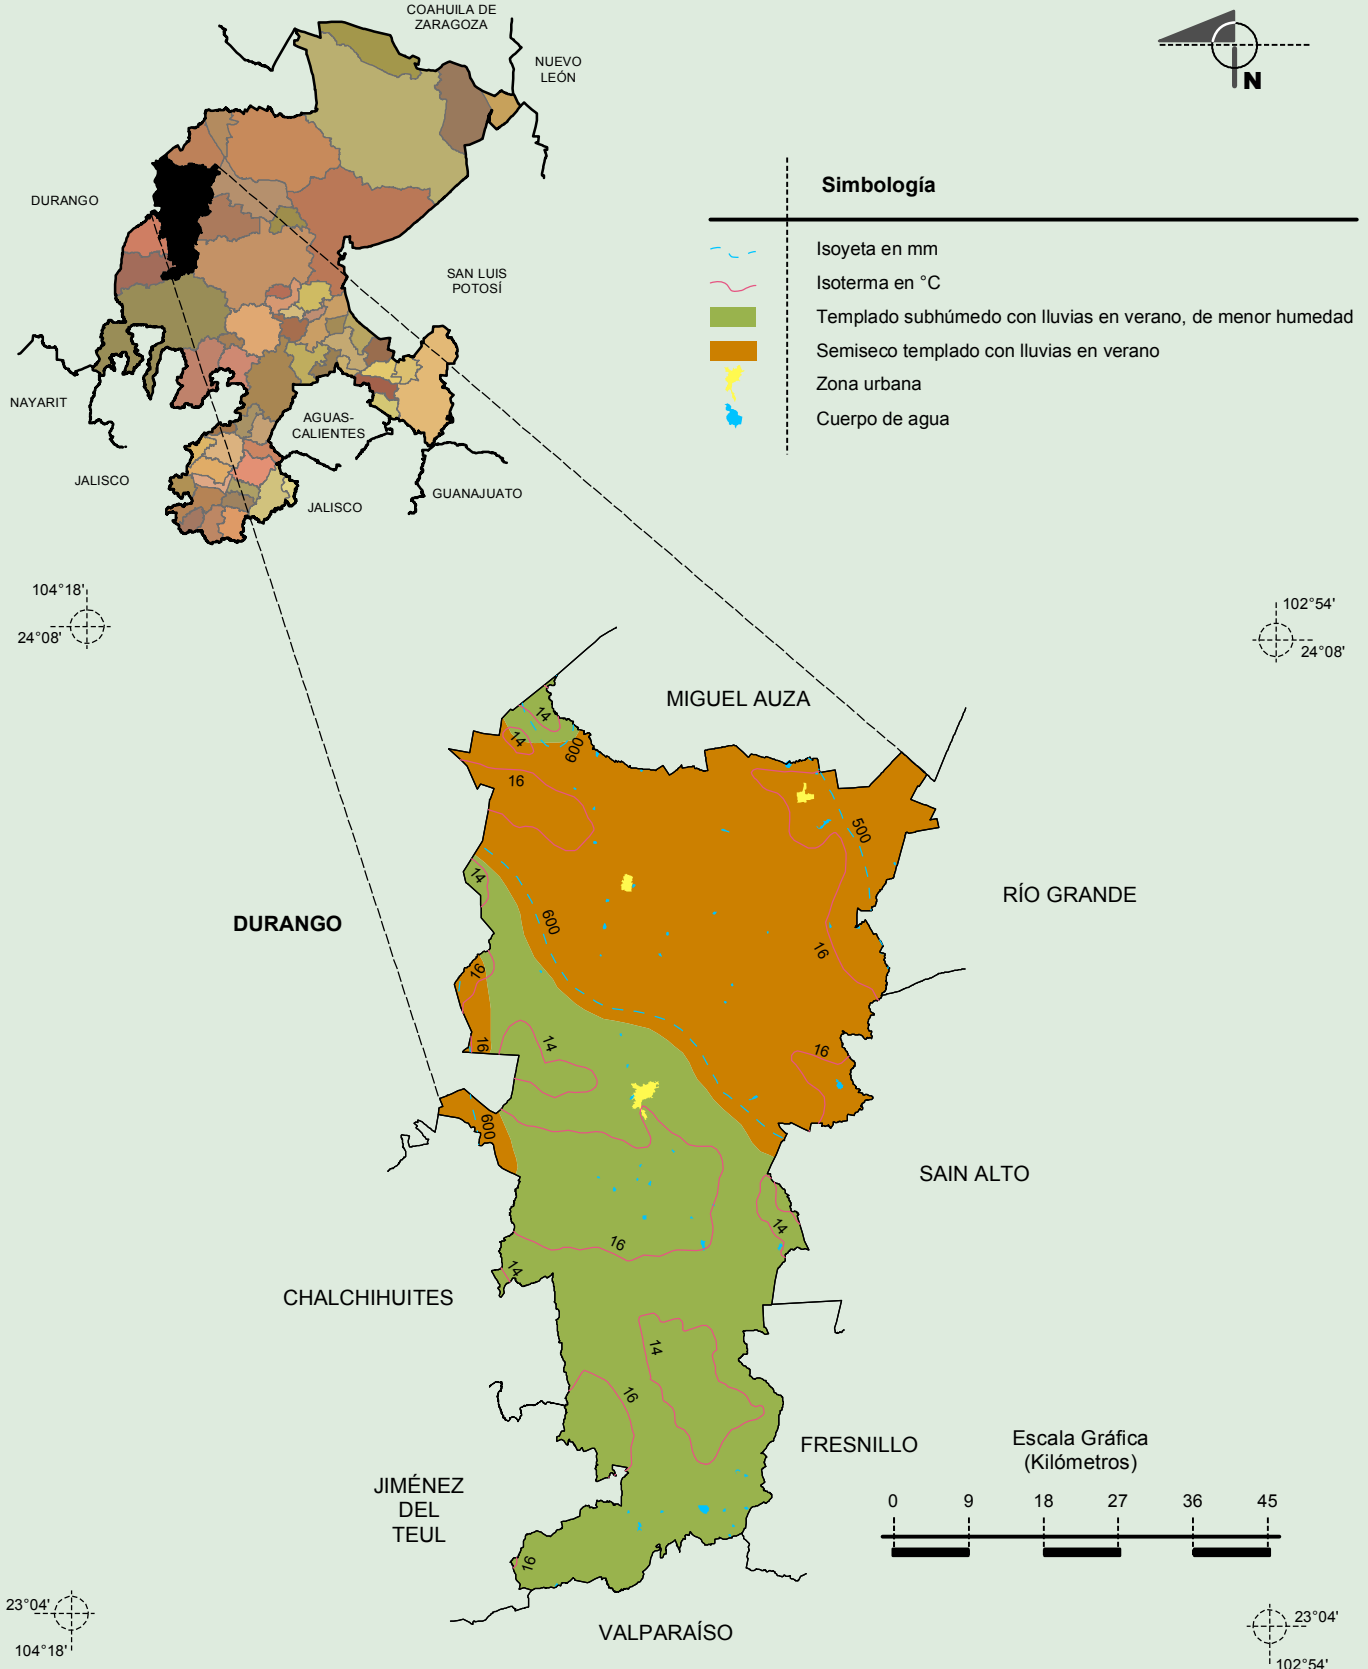 COAHUILA DE
ZARAGOZA
NUEVO
LEÓN
N
DURANGO
SAN LUIS
POTOSÍ
NAYARIT
AGUAS-
CALIENTES
JALISCO
JALISCO
GUANAJUATO
Simbología
Isoyeta en mm
Isoterma en °C
Templado subhúmedo con lluvias en verano, de menor humedad
Semiseco templado con lluvias en verano
Zona urbana
Cuerpo de agua
104°18'
24°08'
102°54'
24°08'
MIGUEL AUZA
14
14
600
16
500
14
RÍO GRANDE
600
DURANGO
16
16
16
14
16
600
SAIN ALTO
14
16
14
CHALCHIHUITES
14
16
FRESNILLO
Escala Gráfica
(Kilómetros)
JIMÉNEZ
DEL
TEUL
0 9 18 27 36 45
16
23°04'
104°18'
VALPARAÍSO
23°04'
102°54'